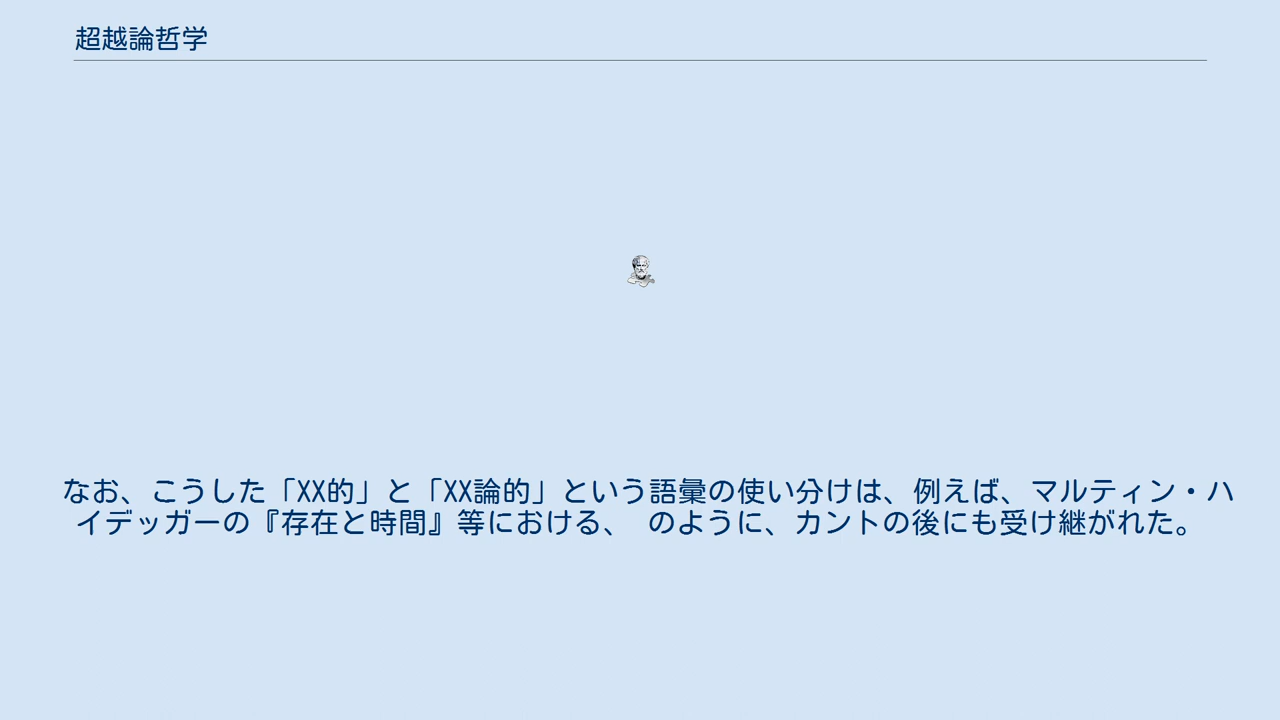 超越論哲学
なお、こうした「XX的」と「XX論的」という語彙の使い分けは、例えば、マルティン・ハ
イデッガーの『存在と時間』等における、 のように、カントの後にも受け継がれた。